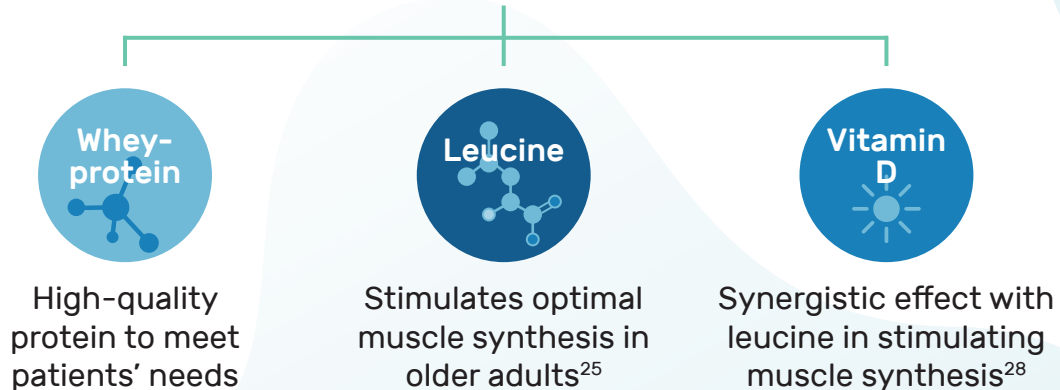 Whey-
protein
High-quality
protein to meet
patients’ needs
Leucine
Stimulates optimal
muscle synthesis in
older adults²⁵
Vitamin
D
Synergistic effect with
leucine in stimulating
muscle synthesis²⁸